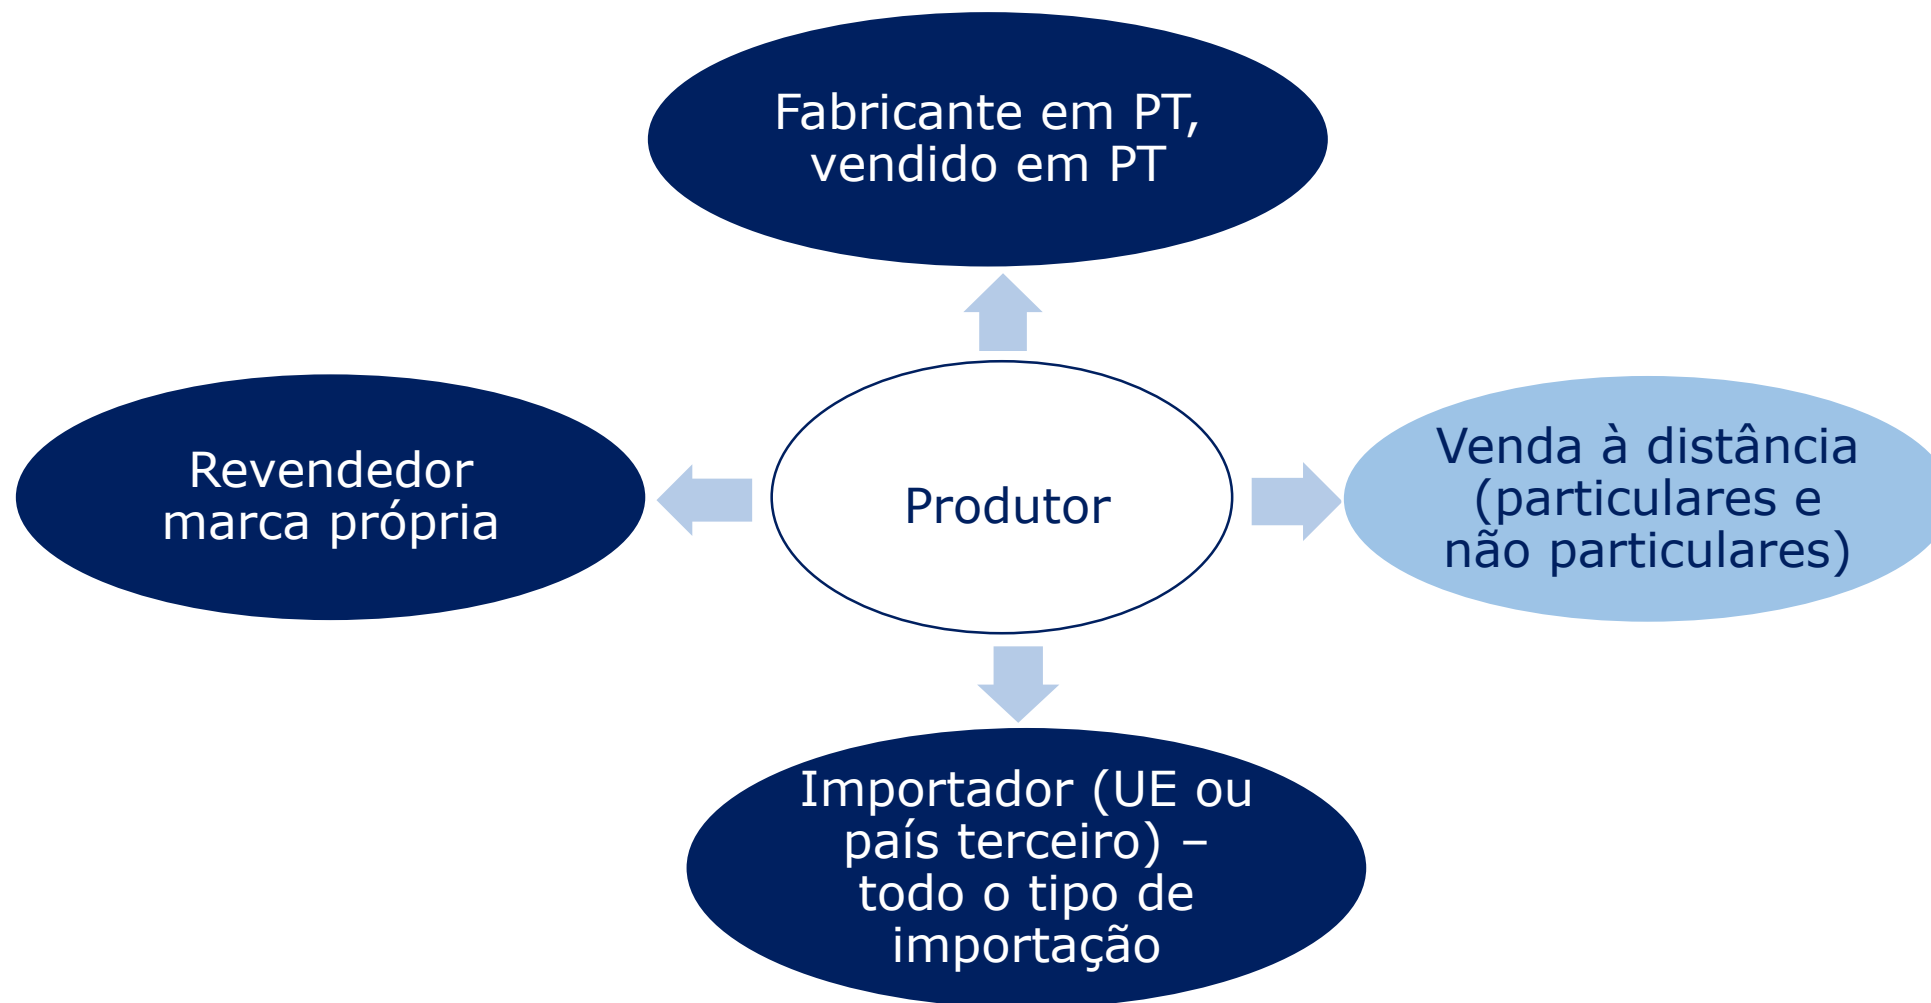 Fabricante em PT,
vendido em PT
Revendedor
marca própria
Produtor
Venda à distância
(particulares e
não particulares)
Importador (UE ou
país terceiro) –
todo o tipo de
importação